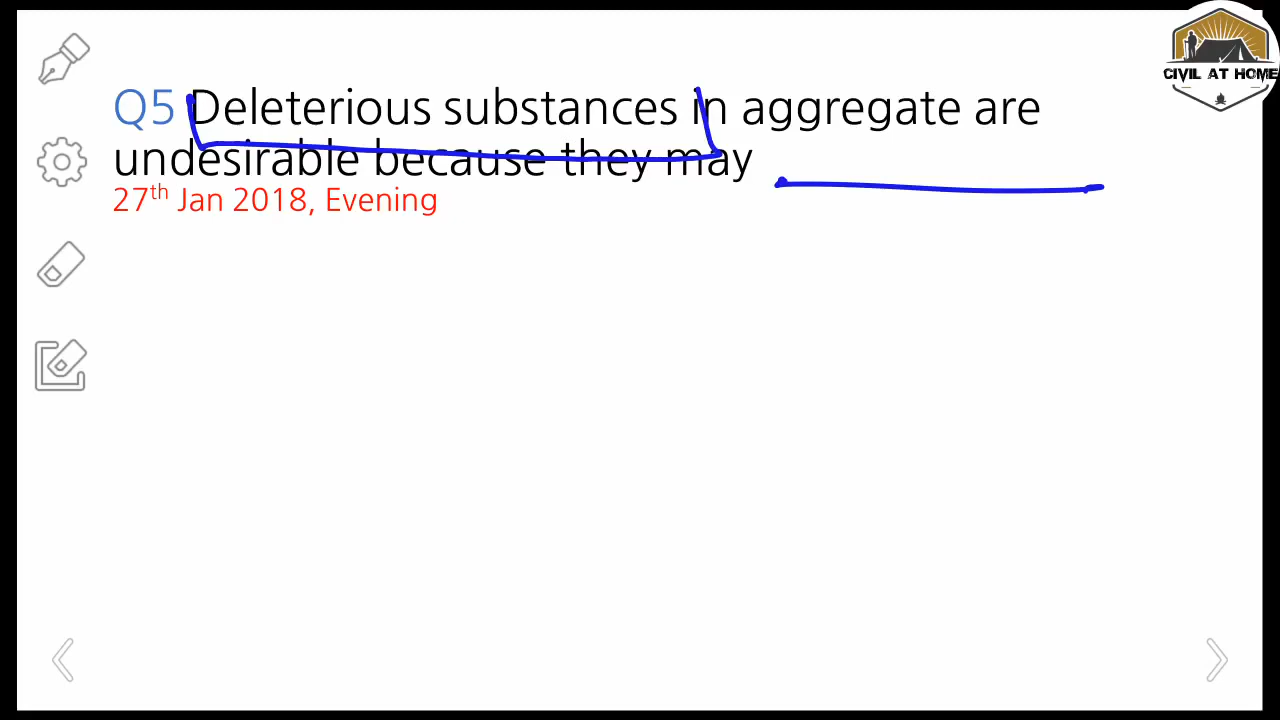 Q5 Deleterious substances in aggregate are
undesirable because they may
27th Jan 2018, Evening
CIVIL AT HOME